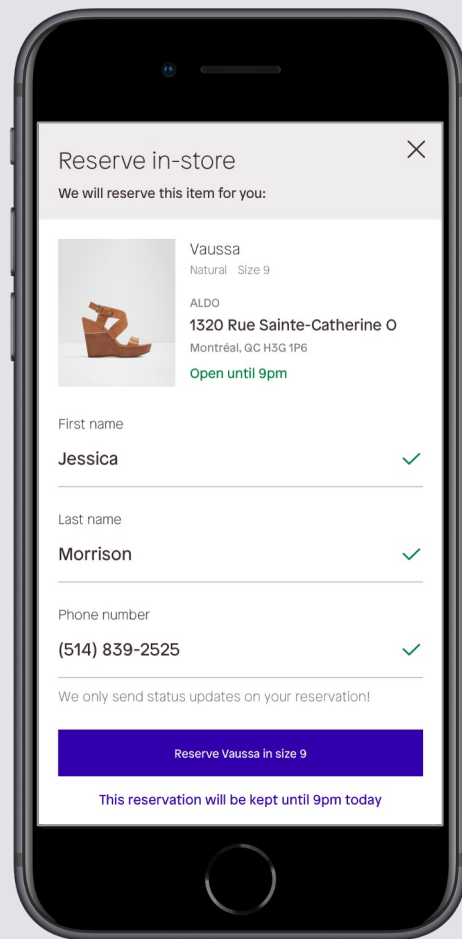 Reserve in-store
We will reserve this item for you:
Vaussa
Natural Size 9
ALDO
1320 Rue Sainte-Catherine O
Montréal, QC H3G 1P6
Open until 9pm
First name
Jessica
Last name
Morrison
Phone number
(514) 839-2525
We only send status updates on your reservation!
Reserve Vaussa in size 9
This reservation will be kept until 9pm today